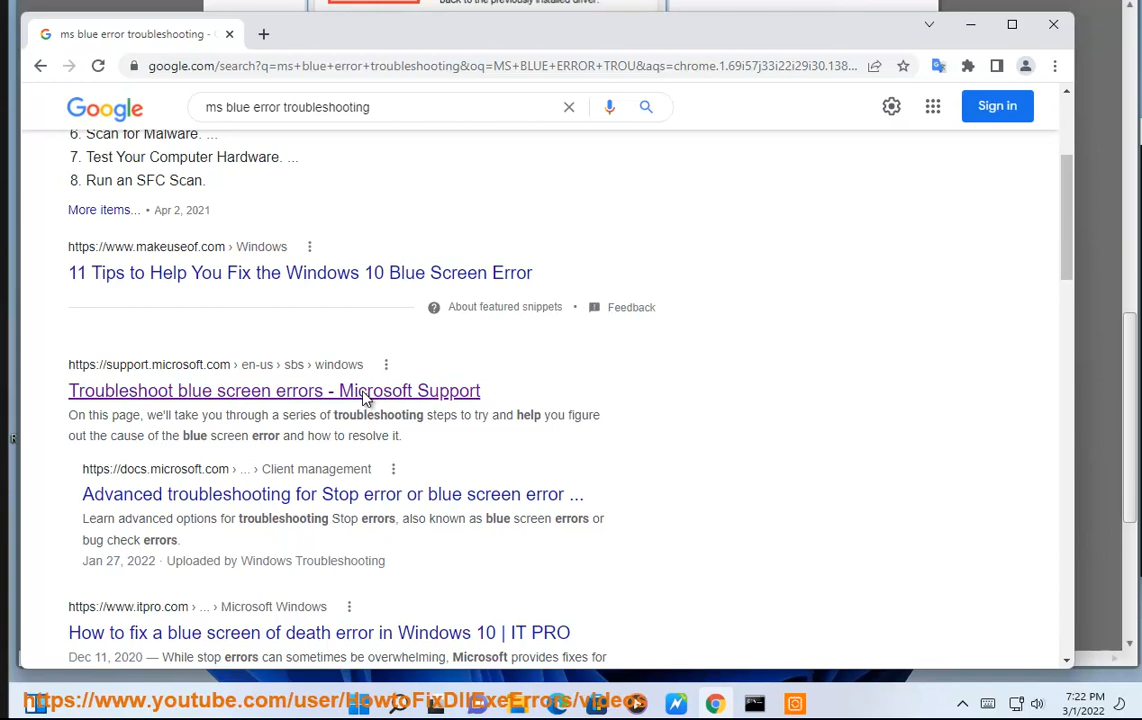 back to the previously installed driver.
ms blue error troubleshooting -
google.com/search?q=ms+blue+error+troubleshooting&oq=MS+BLUE+ERROR+TROU&aqs=chrome.1.69i57j33i22i29i30.138...
Google
ms blue error troubleshooting
Sign in
6. Scan for Malware. ...
7. Test Your Computer Hardware. ...
8. Run an SFC Scan.
More items... • Apr 2, 2021
https://www.makeuseof.com › Windows
11 Tips to Help You Fix the Windows 10 Blue Screen Error
About featured snippets • Feedback
https://support.microsoft.com › en-us › sbs › windows
Troubleshoot blue screen errors - Microsoft Support
On this page, we'll take you through a series of troubleshooting steps to try and help you figure
out the cause of the blue screen error and how to resolve it.
https://docs.microsoft.com › ... › Client management
Advanced troubleshooting for Stop error or blue screen error ...
Learn advanced options for troubleshooting Stop errors, also known as blue screen errors or
bug check errors.
Jan 27, 2022 · Uploaded by Windows Troubleshooting
https://www.itpro.com › ... › Microsoft Windows
How to fix a blue screen of death error in Windows 10 | IT PRO
Dec 11, 2020 — While stop errors can sometimes be overwhelming, Microsoft provides fixes for
https://www.youtube.com/user/HowtoFixDllExeErrors/videos
7:22 PM
3/1/2022